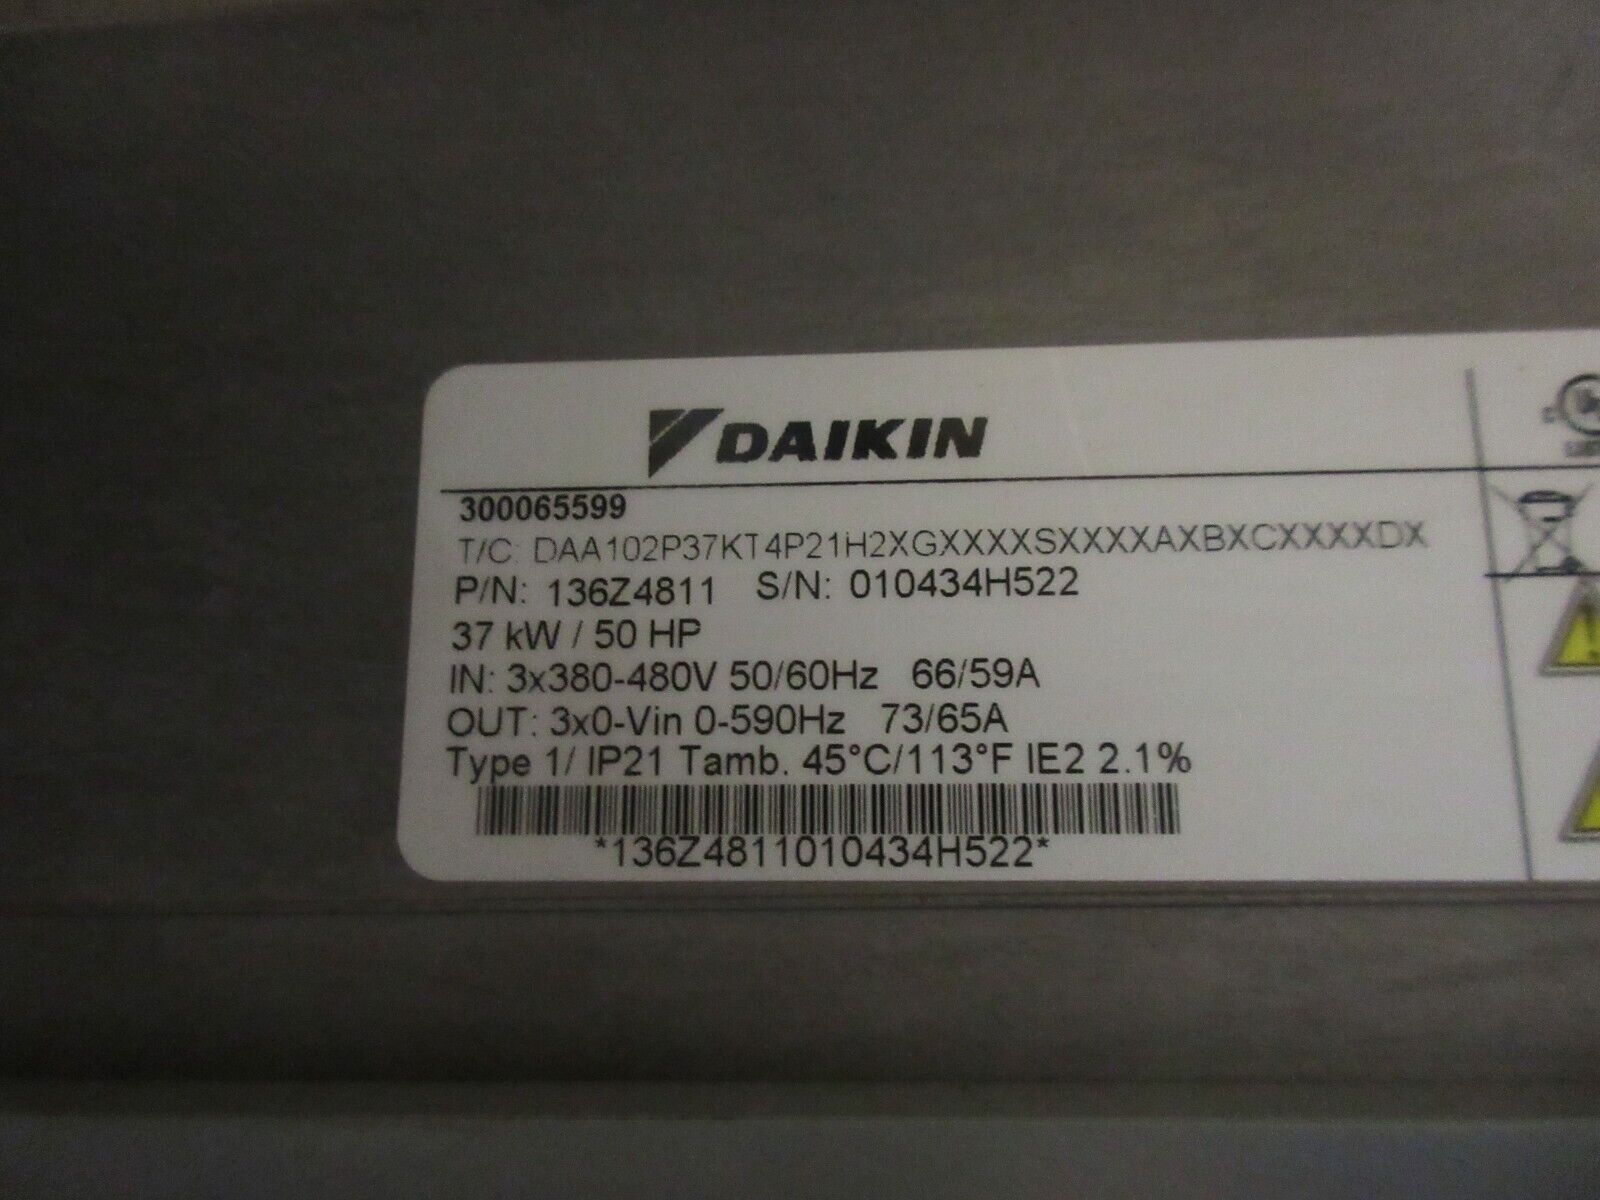 DAIKIN
300065599
T/C: DAA102P37KT4P21H2XGXXXXSXXXXAXBXCXXXXDX
P/N: 136Z4811 S/N: 010434H522
37 kW / 50 HP
IN: 3x380-480V 50/60Hz 66/59A
OUT: 3x0-Vin 0-590Hz 73/65A
Type 1/ IP21 Tamb. 45°C/113°F IE2 2.1%
*136Z4811010434H522*